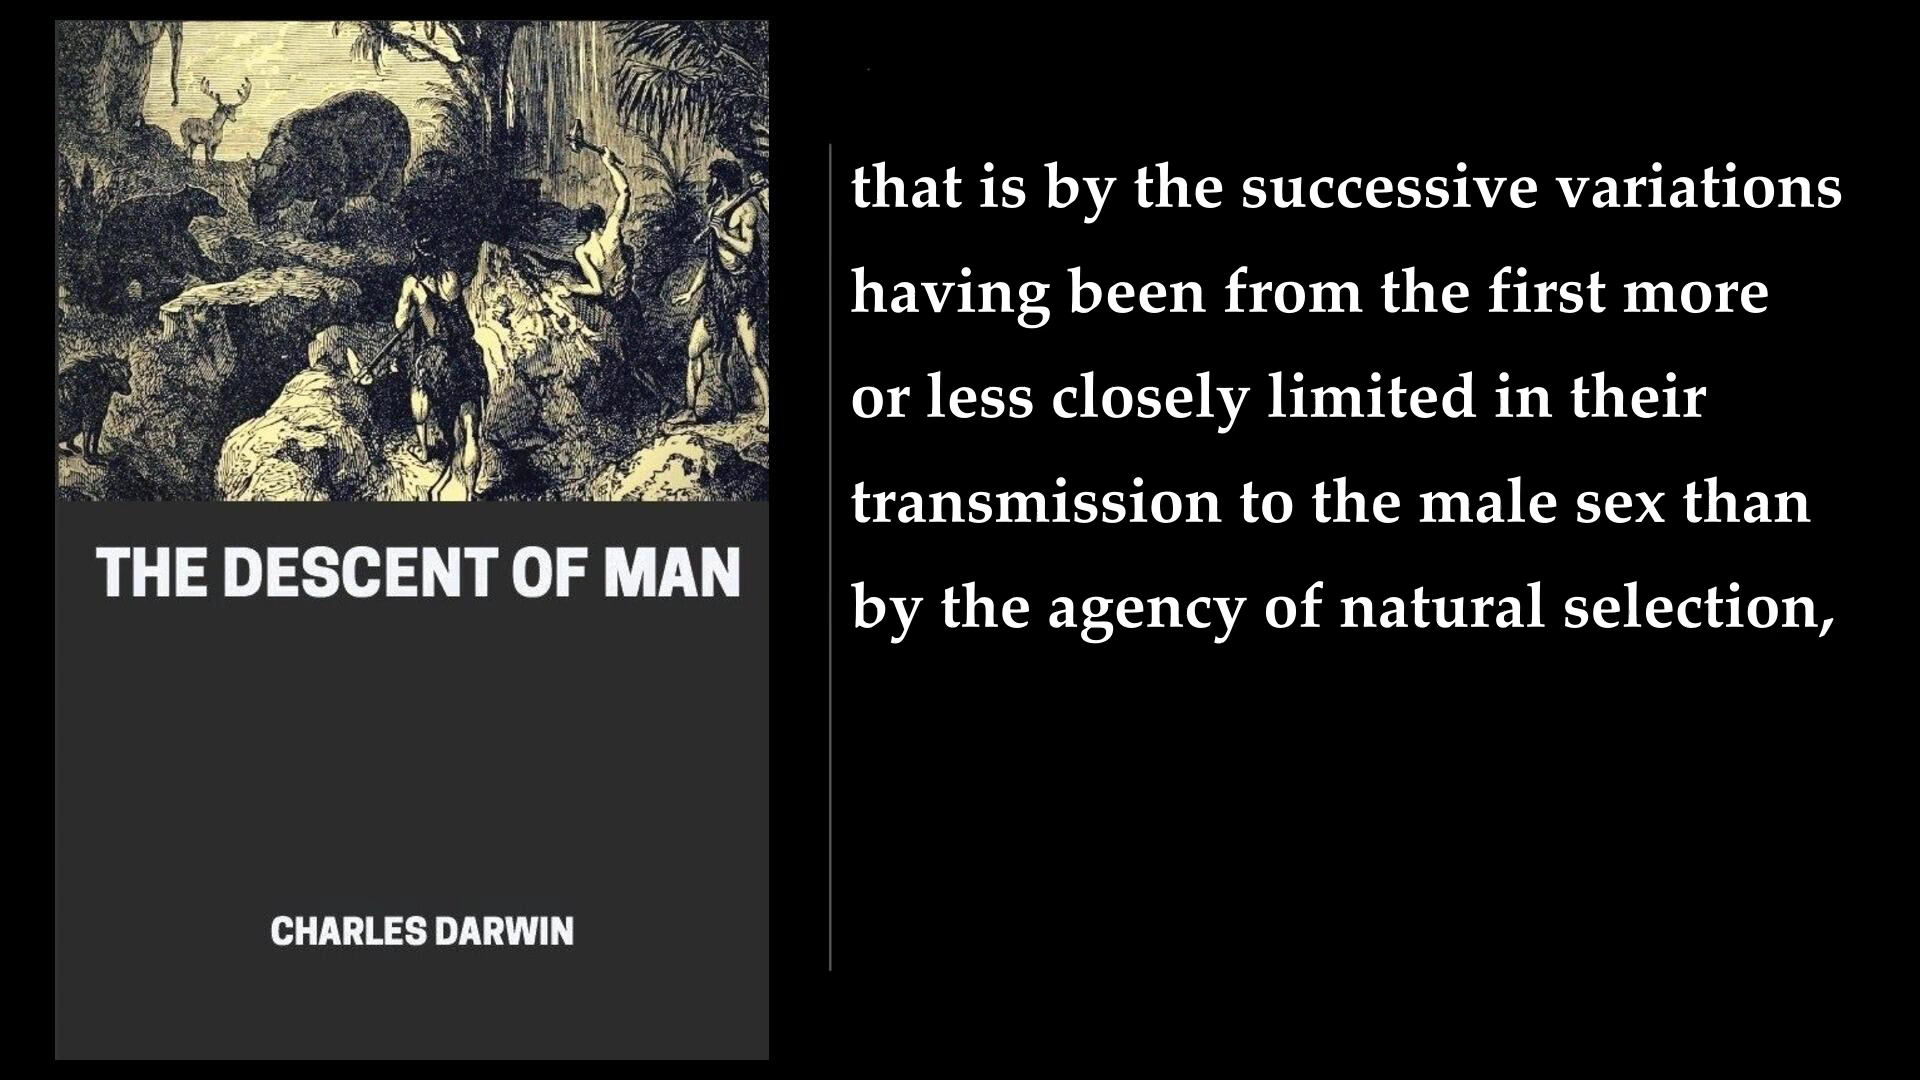 THE DESCENT OF MAN
CHARLES DARWIN
that is by the successive variations
having been from the first more
or less closely limited in their
transmission to the male sex than
by the agency of natural selection,